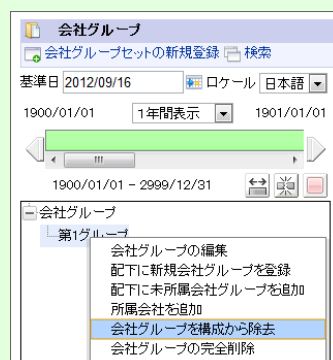 会社グループ
会社グループセットの新規登録 検索
基準日 2012/09/16 ロケール 日本語
1900/01/01 1年間表示 1901/01/01
1900/01/01 - 2999/12/31
会社グループ
第1グループ
会社グループの編集
配下に新規会社グループを登録
配下に未所属会社グループを追加
所属会社を追加
会社グループを構成から除去
会社グループの完全削除